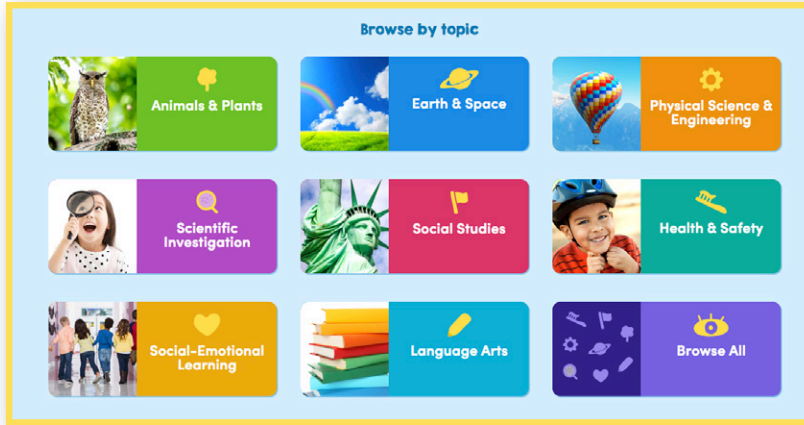 Browse by topic
Animals & Plants
Earth & Space
Physical Science &
Engineering
Scientific
Investigation
Social Studies
Health & Safety
Social-Emotional
Learning
Language Arts
Browse All